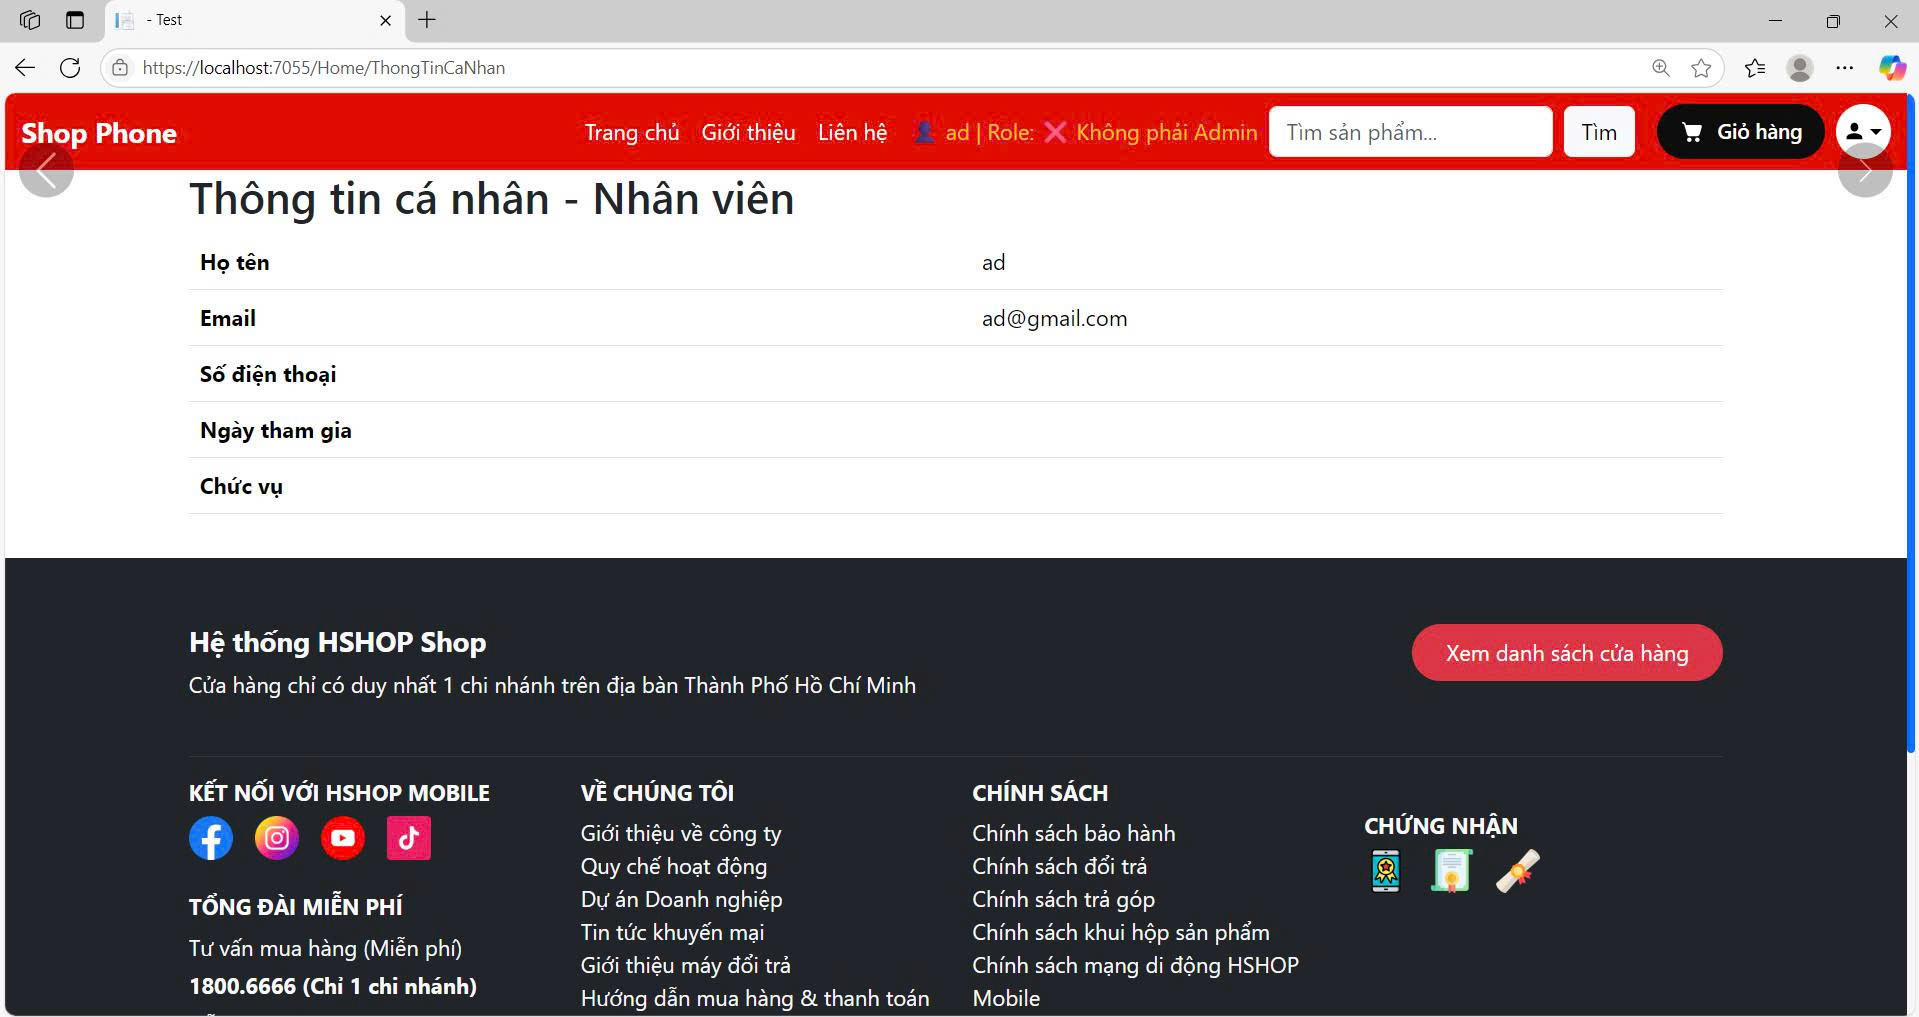 - Test
https://localhost:7055/Home/ThongTinCaNhan
Shop Phone
Trang chủ
Giới thiệu
Liên hệ
👤 ad | Role: ❌ Không phải Admin
Tìm sản phẩm...
Tìm
Giỏ hàng
Thông tin cá nhân - Nhân viên
Họ tên ad
Email ad@gmail.com
Số điện thoại
Ngày tham gia
Chức vụ
Hệ thống HSHOP Shop
Cửa hàng chỉ có duy nhất 1 chi nhánh trên địa bàn Thành Phố Hồ Chí Minh
Xem danh sách cửa hàng
KẾT NỐI VỚI HSHOP MOBILE
TỔNG ĐÀI MIỄN PHÍ
Tư vấn mua hàng (Miễn phí)
1800.6666 (Chỉ 1 chi nhánh)
VỀ CHÚNG TÔI
Giới thiệu về công ty
Quy chế hoạt động
Dự án Doanh nghiệp
Tin tức khuyến mại
Giới thiệu máy đổi trả
Hướng dẫn mua hàng & thanh toán
CHÍNH SÁCH
Chính sách bảo hành
Chính sách đổi trả
Chính sách trả góp
Chính sách khui hộp sản phẩm
Chính sách mạng di động HSHOP
Mobile
CHỨNG NHẬN